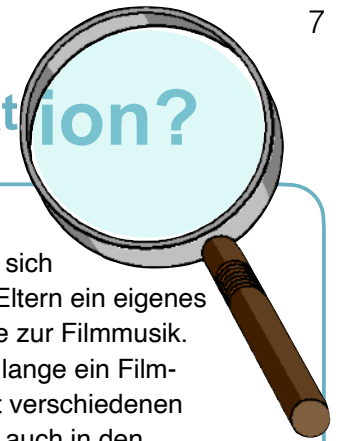 7
tion?
sich
Eltern ein eigenes
e zur Filmmusik.
lange ein Film-
t verschiedenen
auch in den